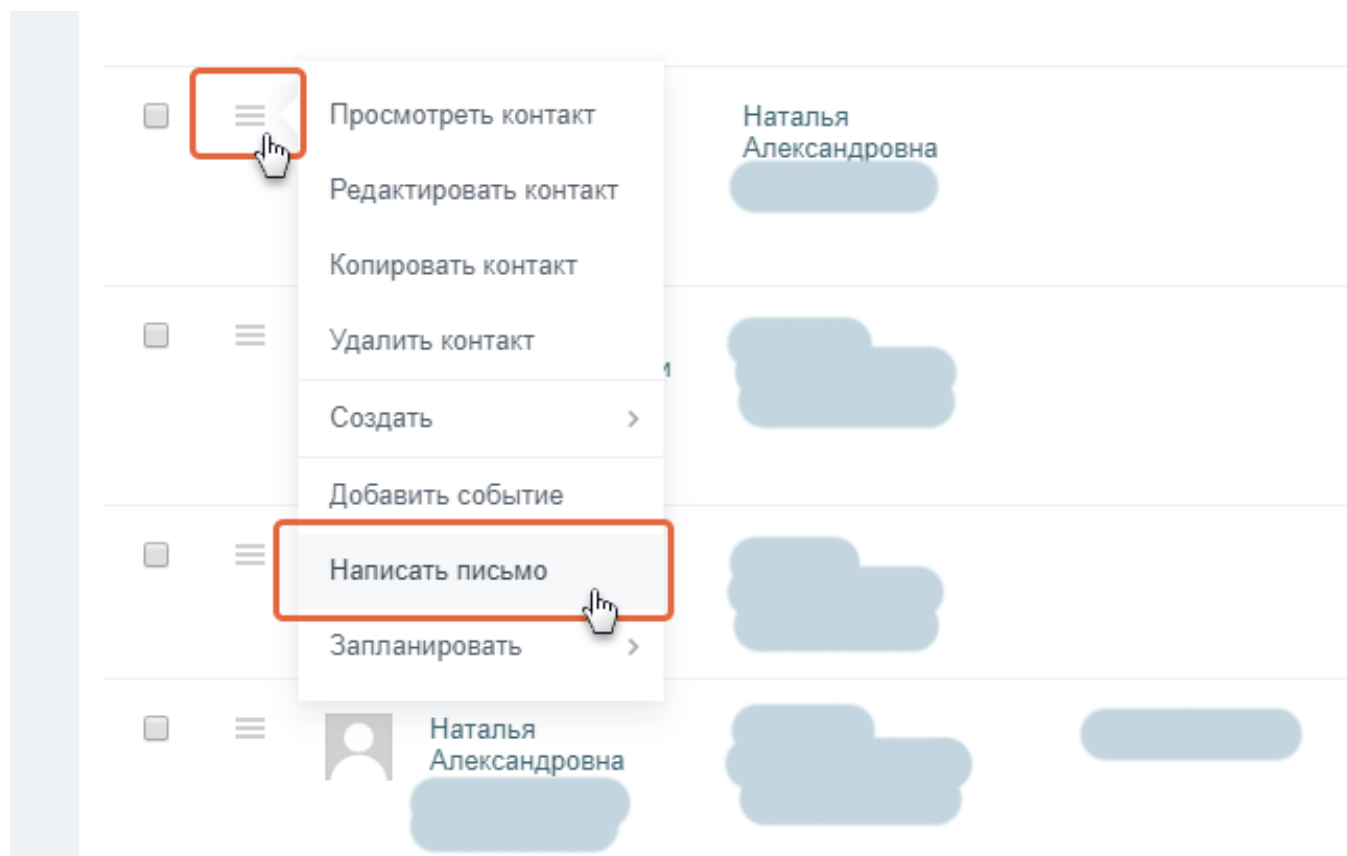 Просмотреть контакт
Наталья
Александровна
Редактировать контакт
Копировать контакт
Удалить контакт
и
Создать
Добавить событие
Написать письмо
Запланировать
Наталья
Александровна